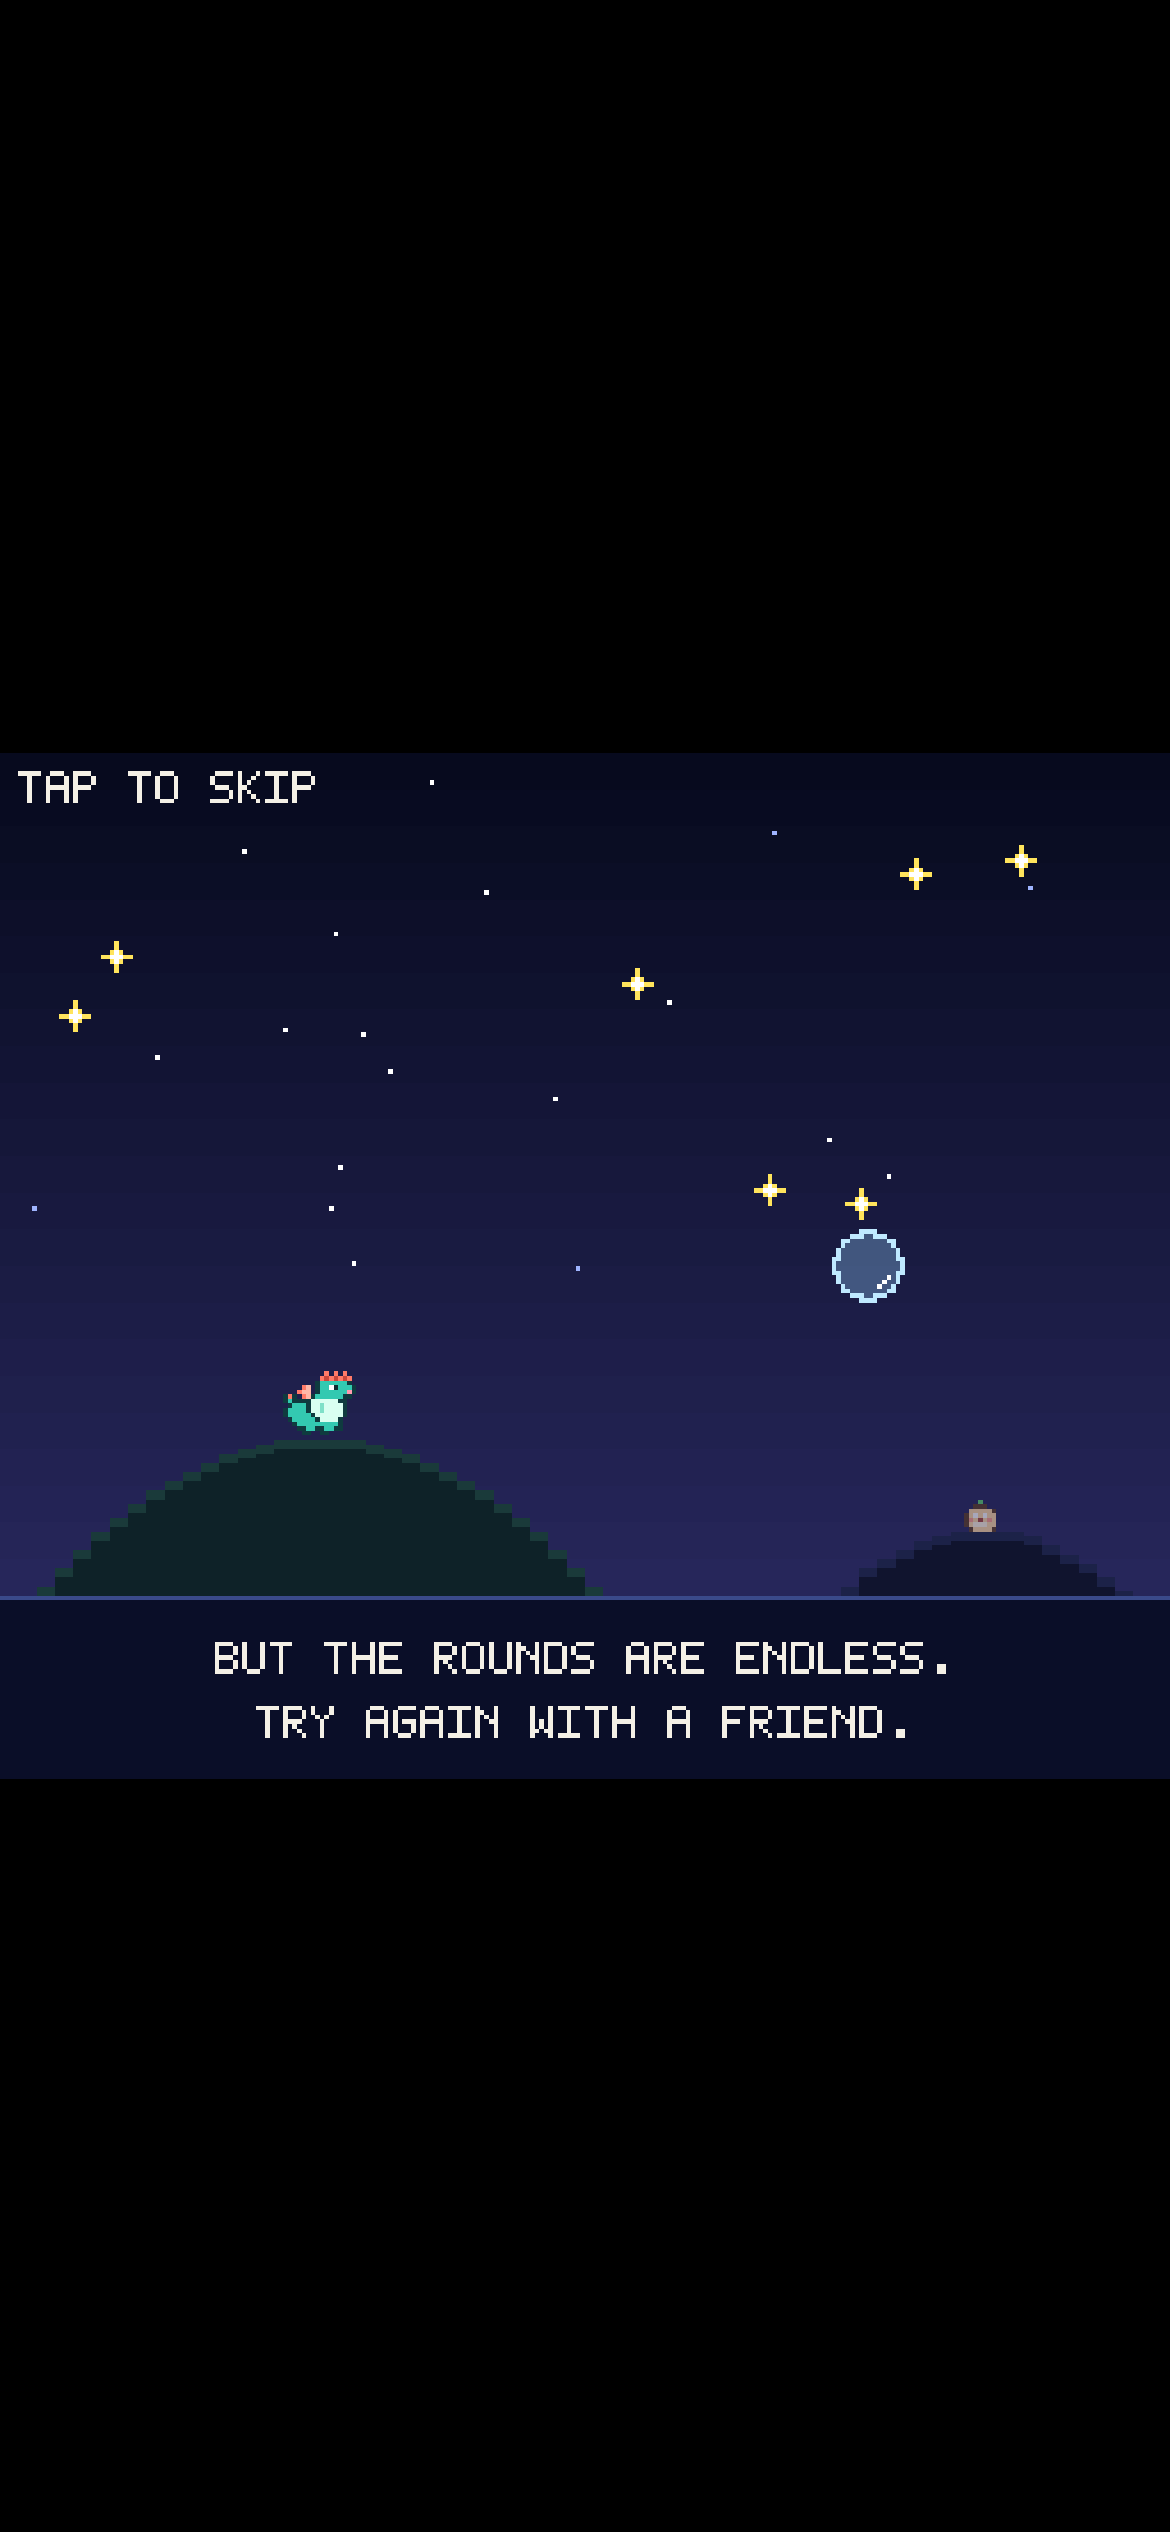 TAP TO SKIP
BUT THE ROUNDS ARE ENDLESS.
TRY AGAIN WITH A FRIEND.